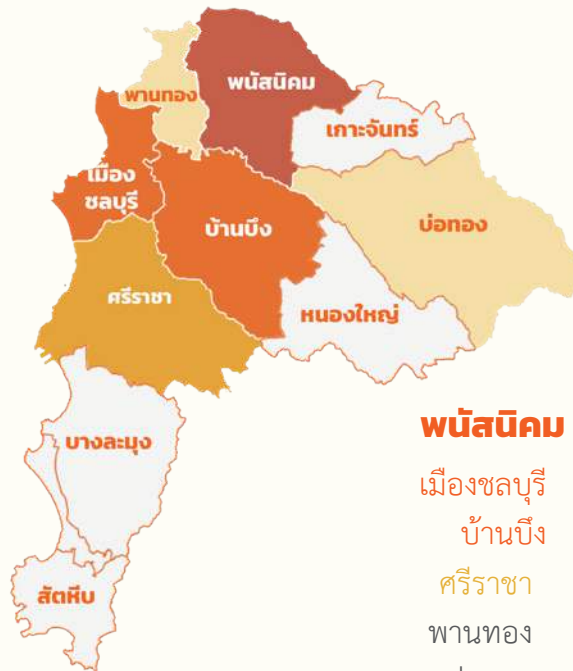 พานทอง
พนัสนิคม
เกาะจันทร์
เมือง
ชลบุรี
บ้านบึง
บ่อทอง
ศรีราชา
หนองใหญ่
บางละมุง
สัตหีบ
พนัสนิคม
เมืองชลบุรี
บ้านบึง
ศรีราชา
พานทอง